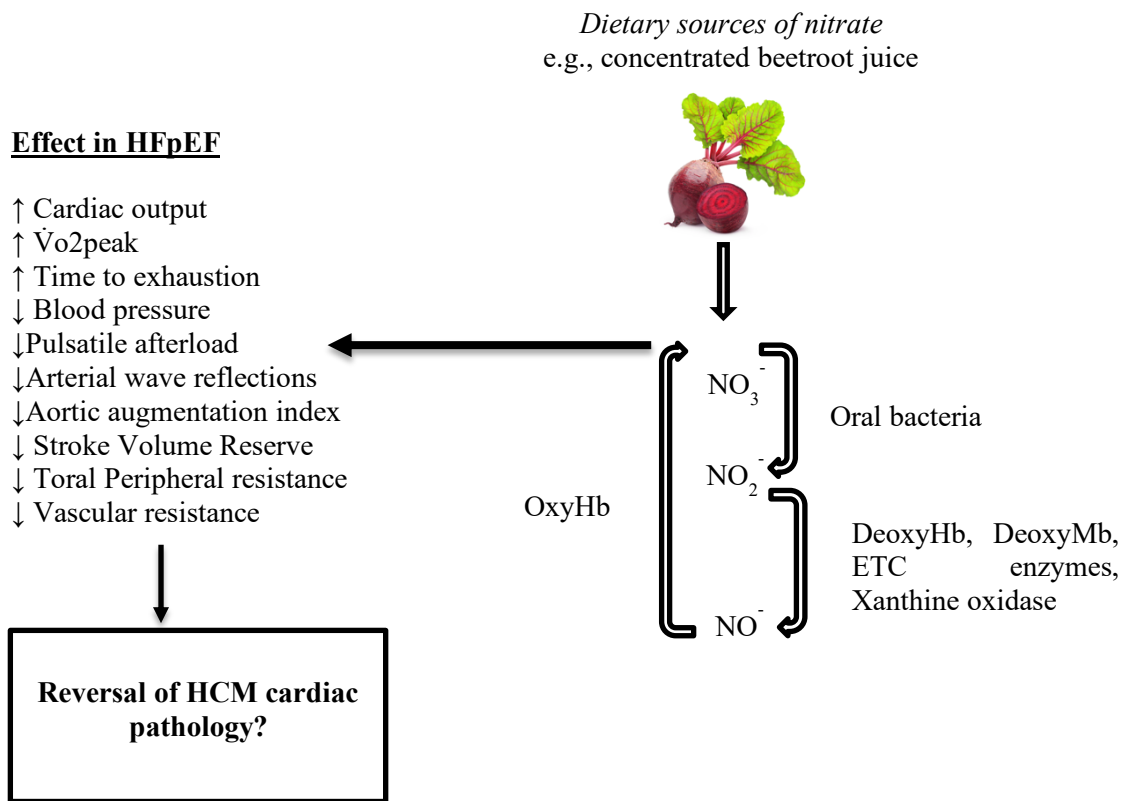 Dietary sources of nitrate
e.g., concentrated beetroot juice
Effect in HFpEF
↑ Cardiac output
↑ V̇o2peak
↑ Time to exhaustion
↓ Blood pressure
↓Pulsatile afterload
↓Arterial wave reflections
↓Aortic augmentation index
↓ Stroke Volume Reserve
↓ Toral Peripheral resistance
↓ Vascular resistance
Reversal of HCM cardiac
pathology?
NO₃⁻
Oral bacteria
NO₂⁻
OxyHb
DeoxyHb, DeoxyMb,
ETC enzymes,
Xanthine oxidase
NO⁻